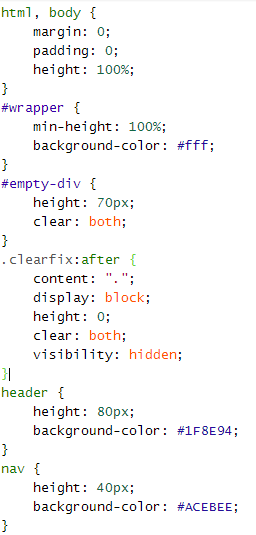 html, body {
    margin: 0;
    padding: 0;
    height: 100%;
}
#wrapper {
    min-height: 100%;
    background-color: #fff;
}
#empty-div {
    height: 70px;
    clear: both;
}
.clearfix:after {
    content: ".";
    display: block;
    height: 0;
    clear: both;
    visibility: hidden;
}
header {
    height: 80px;
    background-color: #1F8E94;
}
nav {
    height: 40px;
    background-color: #ACEBEE;
}